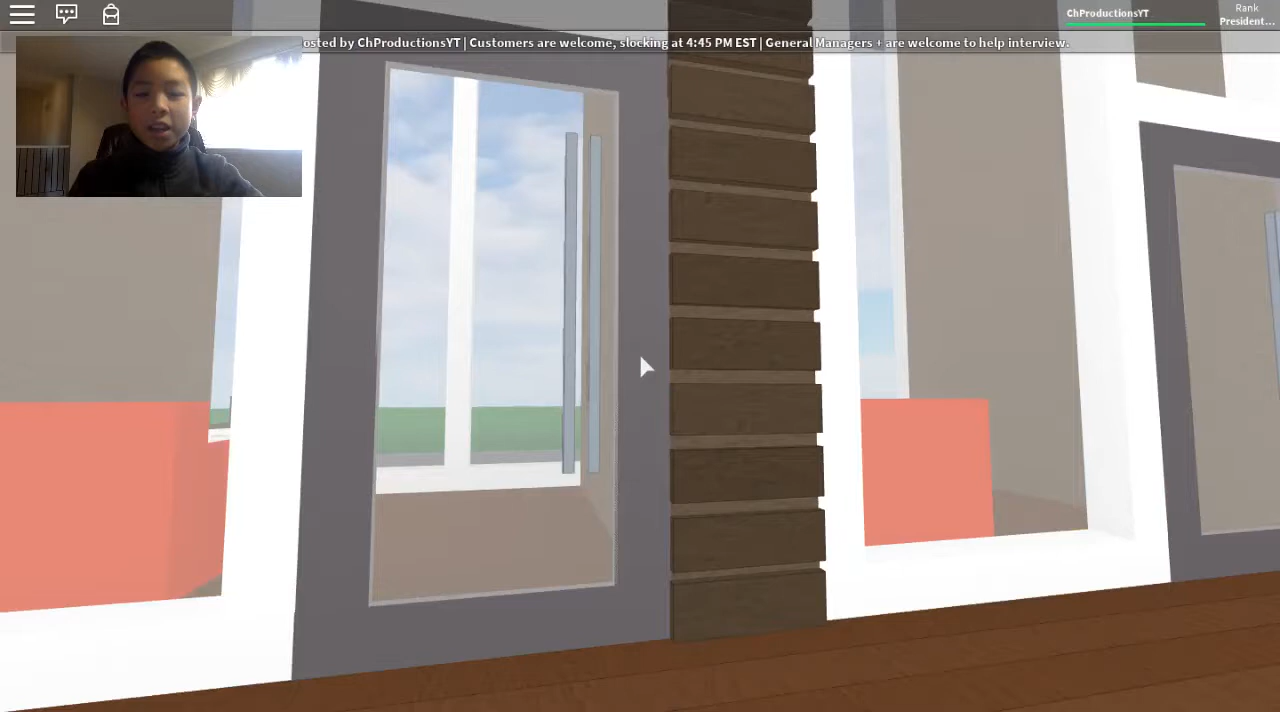 ChProductionsYT
Rank
President...
osted by ChProductionsYT | Customers are welcome, slocking at 4:45 PM EST | General Managers + are welcome to help interview.